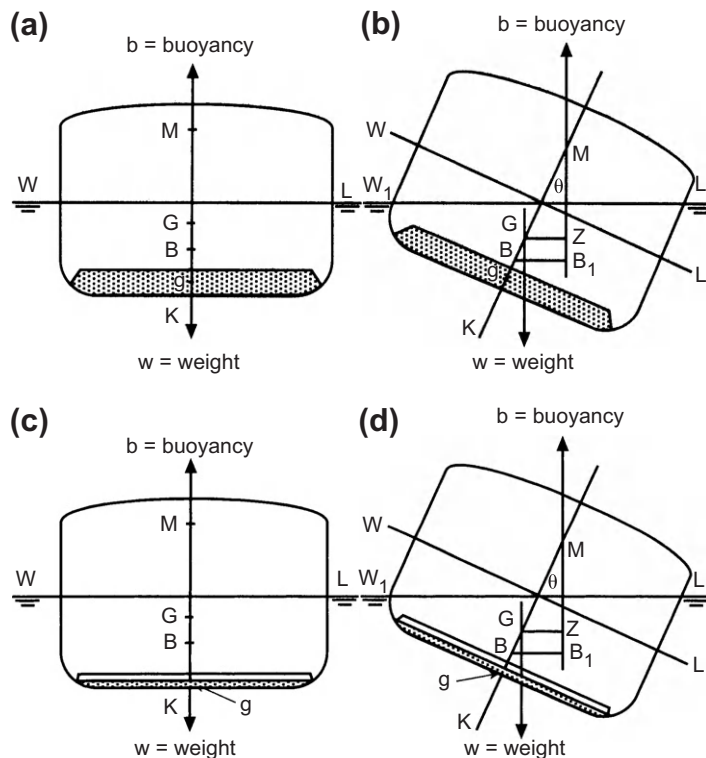 (a)
b = buoyancy
M
W
L
G
B
g
K
w = weight
(b)
b = buoyancy
W
M
W1
θ
L
G
Z
B
B1
g
L
K
w = weight
(c)
b = buoyancy
M
W
L
G
B
K
g
w = weight
(d)
b = buoyancy
W
M
W1
θ
L
G
Z
B
B1
g
L
K
w = weight